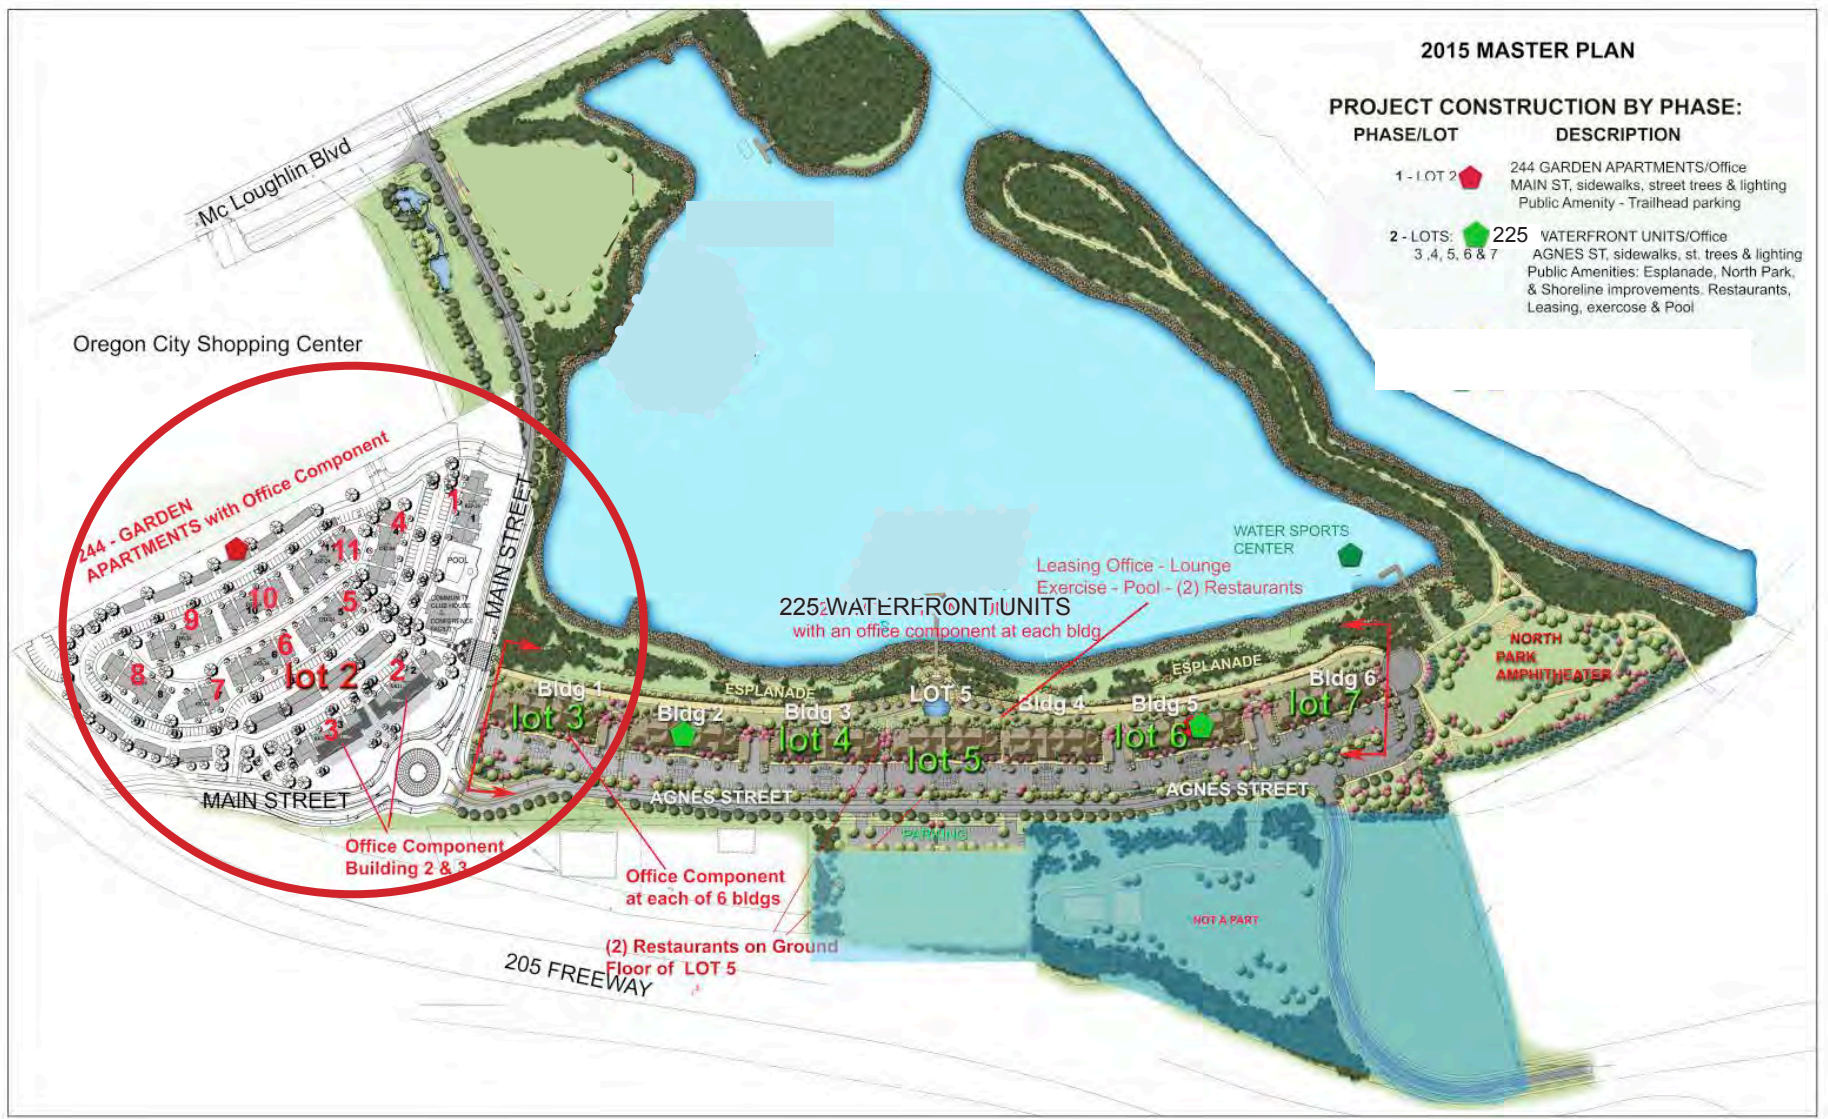 2015 MASTER PLAN
PROJECT CONSTRUCTION BY PHASE:
PHASE/LOT DESCRIPTION
1 - LOT 2 244 GARDEN APARTMENTS/Office
MAIN ST, sidewalks, street trees & lighting
Public Amenity - Trailhead parking
2 - LOTS: 225 WATERFRONT UNITS/Office
3 ,4, 5, 6 & 7 AGNES ST, sidewalks, st. trees & lighting
Public Amenities: Esplanade, North Park,
& Shoreline improvements. Restaurants,
Leasing, exercose & Pool
Mc Loughlin Blvd
Oregon City Shopping Center
244 - GARDEN
APARTMENTS with Office Component
MAIN STREET
1
4
11
10
5
9
6
8
7
2
3
lot 2
POOL
COMMUNITY
CLUB HOUSE
CONFERENCE
FACILITY
MAIN STREET
Office Component
Building 2 & 3
WATER SPORTS
CENTER
Leasing Office - Lounge
Exercise - Pool - (2) Restaurants
225 WATERFRONT UNITS
with an office component at each bldg
ESPLANADE
ESPLANADE
Bldg 1
lot 3
Bldg 2
Bldg 3
lot 4
LOT 5
lot 5
Bldg 4
Bldg 5
lot 6
Bldg 6
lot 7
NORTH
PARK
AMPHITHEATER
AGNES STREET
AGNES STREET
PARKING
Office Component
at each of 6 bldgs
(2) Restaurants on Ground
Floor of LOT 5
205 FREEWAY
NOT A PART